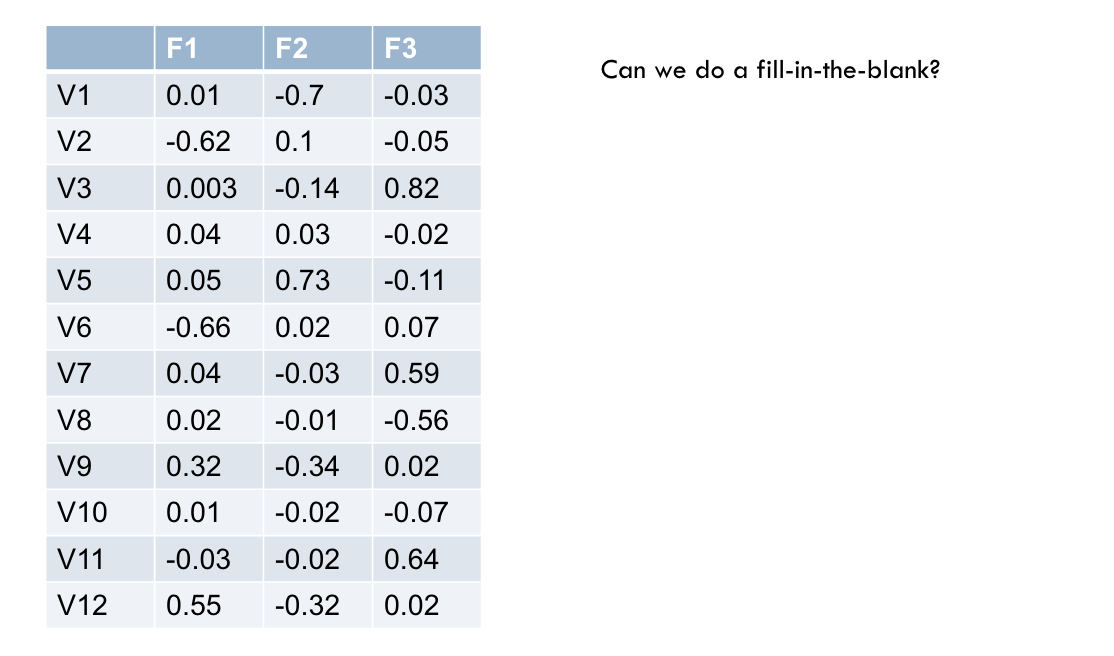 F1 F2 F3
V1 0.01 -0.7 -0.03
V2 -0.62 0.1 -0.05
V3 0.003 -0.14 0.82
V4 0.04 0.03 -0.02
V5 0.05 0.73 -0.11
V6 -0.66 0.02 0.07
V7 0.04 -0.03 0.59
V8 0.02 -0.01 -0.56
V9 0.32 -0.34 0.02
V10 0.01 -0.02 -0.07
V11 -0.03 -0.02 0.64
V12 0.55 -0.32 0.02
Can we do a fill-in-the-blank?